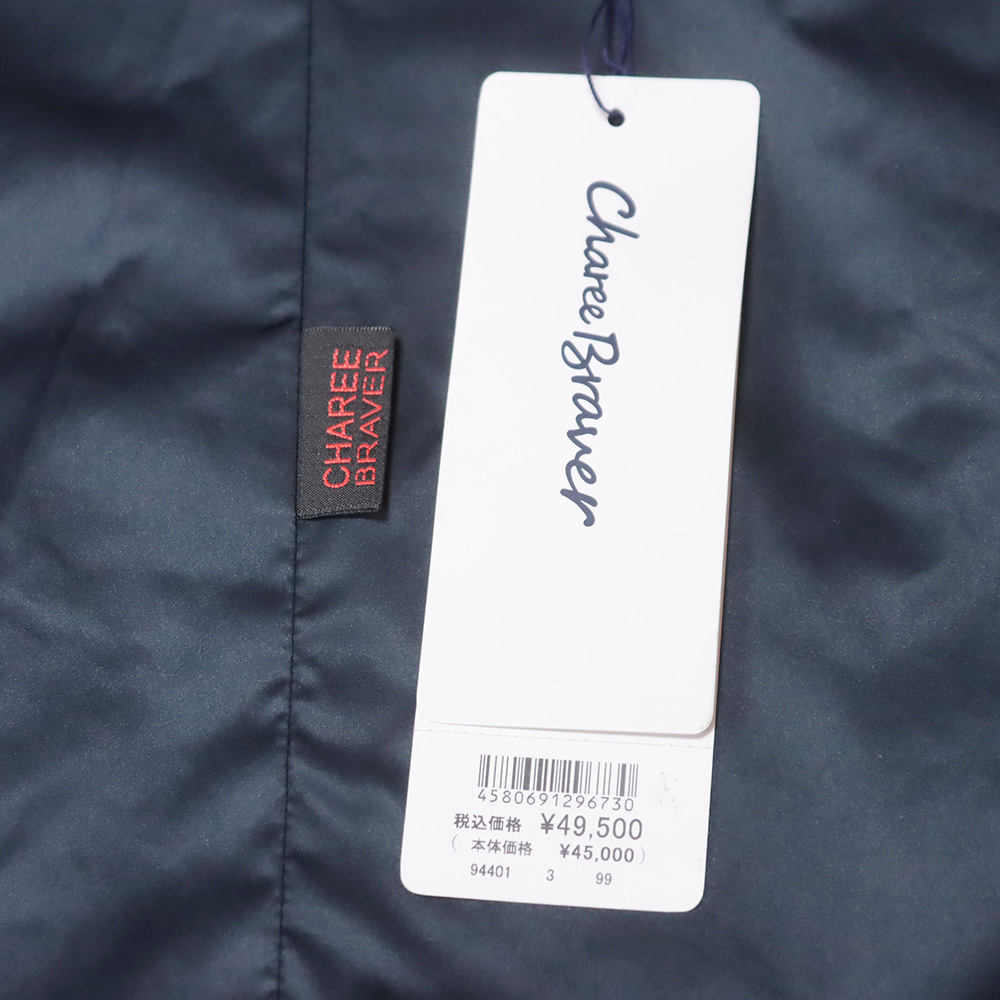 CHAREE
BRAVER
Charee Braver
4580691296730
税込価格 ¥49,500
( 本体価格 ¥45,000 )
94401 3 99